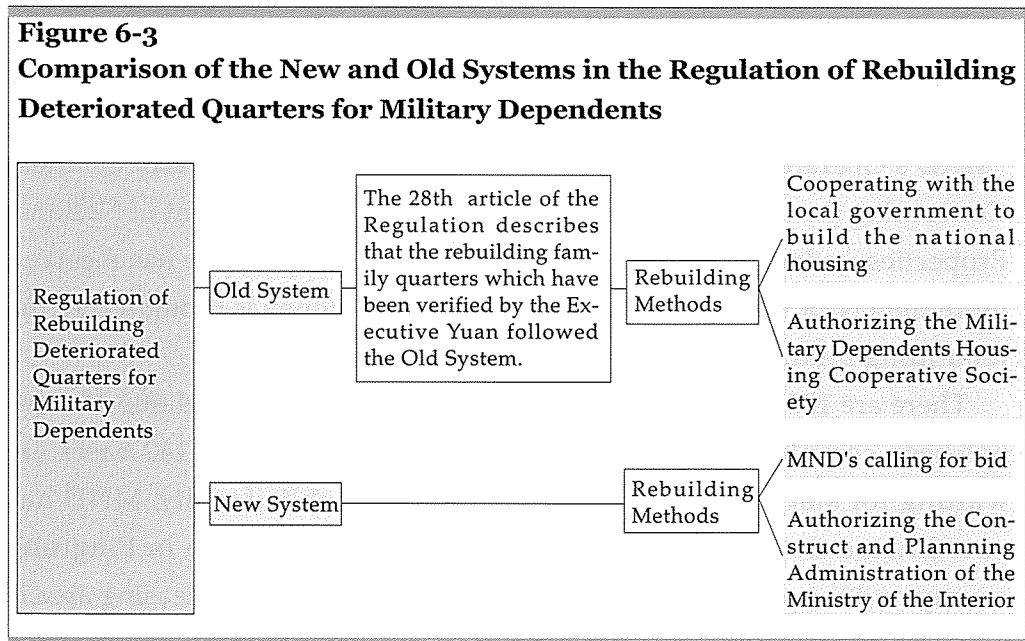 Figure 6-3
Comparison of the New and Old Systems in the Regulation of Rebuilding
Deteriorated Quarters for Military Dependents
Regulation of
Rebuilding
Deteriorated
Quarters for
Military
Dependents
Old System
The 28th article of the
Regulation describes
that the rebuilding fam-
ily quarters which have
been verified by the Ex-
ecutive Yuan followed
the Old System.
Rebuilding
Methods
Cooperating with the
local government to
build the national
housing
Authorizing the Mili-
tary Dependents Hous-
ing Cooperative Soci-
ety
New System
Rebuilding
Methods
MND's calling for bid
Authorizing the Con-
struct and Plannning
Administration of the
Ministry of the Interior